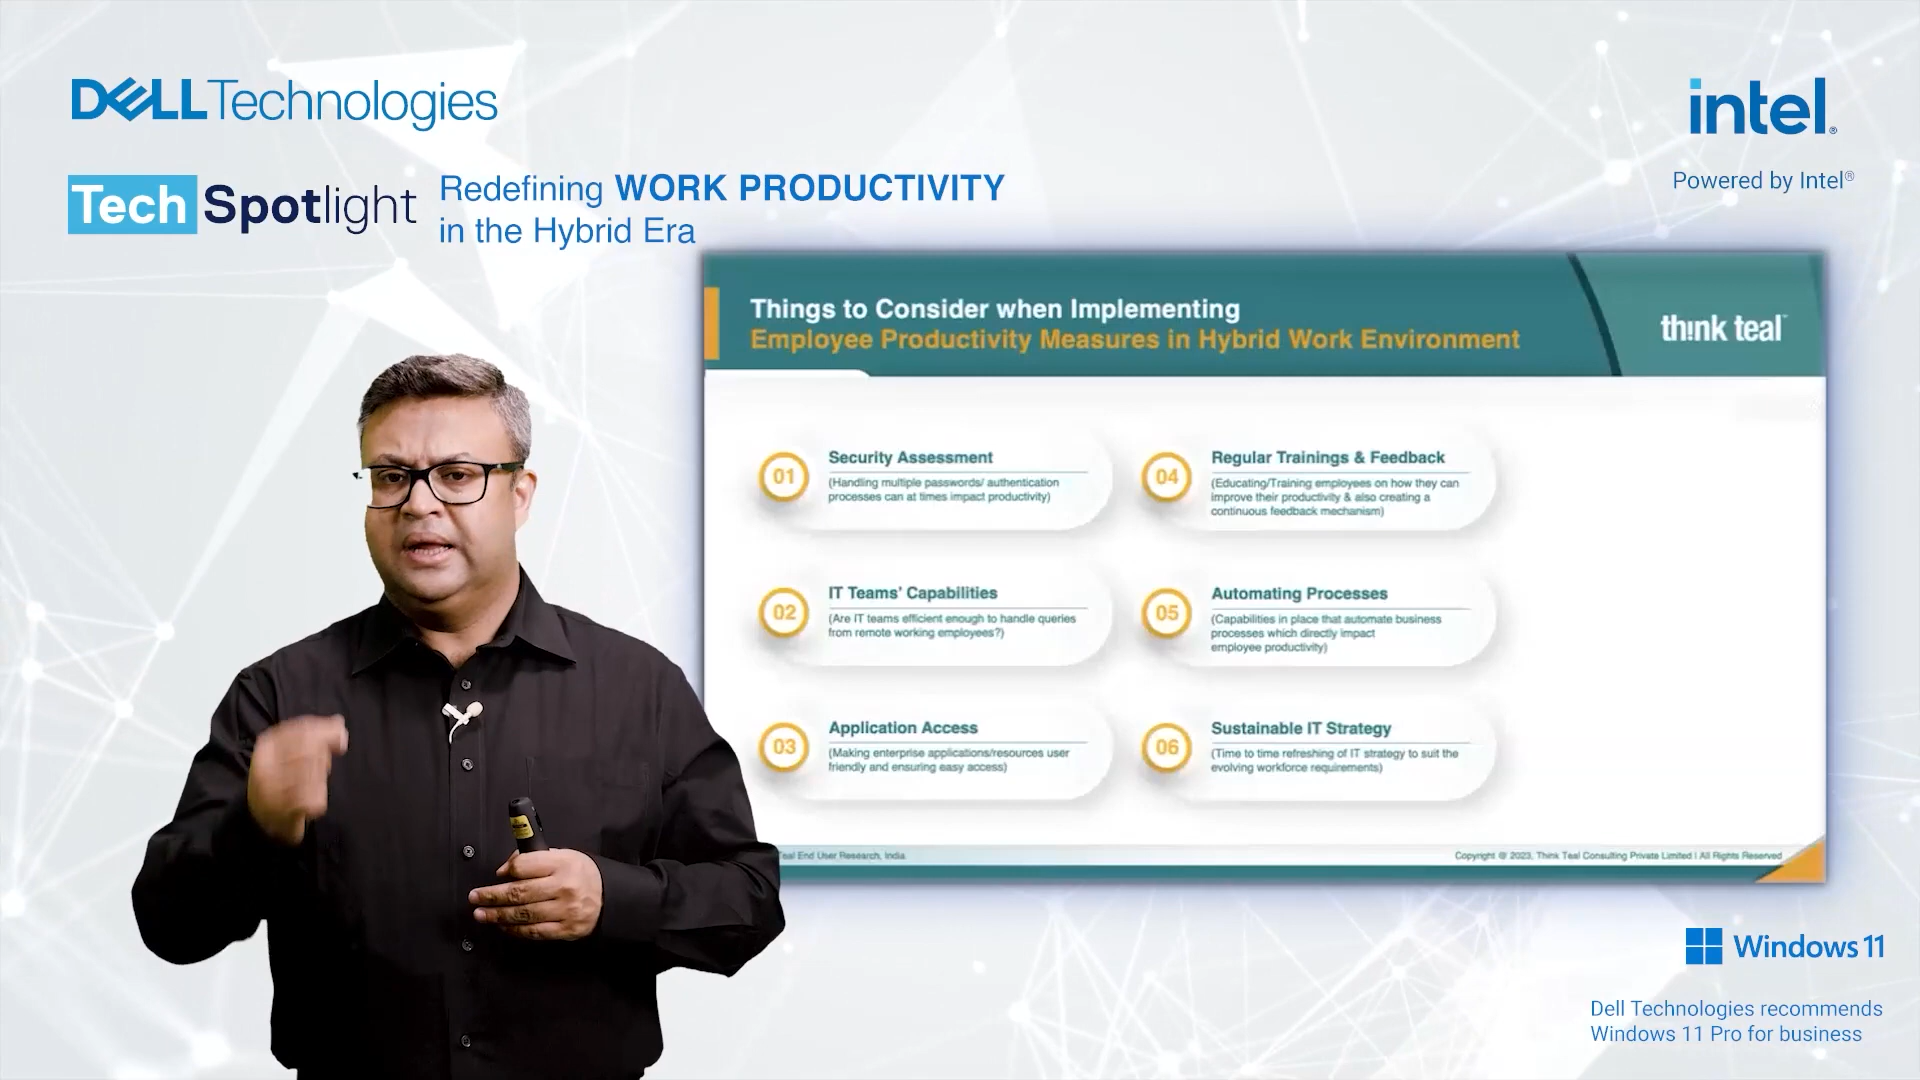 DELLTechnologies
intel
Powered by Intel®
Tech Spotlight
Redefining WORK PRODUCTIVITY
in the Hybrid Era
Things to Consider when Implementing
Employee Productivity Measures in Hybrid Work Environment
th!nk teal
01
Security Assessment
(Handling multiple passwords/ authentication
processes can at times impact productivity)
02
IT Teams' Capabilities
(Are IT teams efficient enough to handle queries
from remote working employees?)
03
Application Access
(Making enterprise applications/resources user
friendly and ensuring easy access)
04
Regular Trainings & Feedback
(Educating/Training employees on how they can
improve their productivity & also creating a
continuous feedback mechanism)
05
Automating Processes
(Capabilities in place that automate business
processes which directly impact
employee productivity)
06
Sustainable IT Strategy
(Time to time refreshing of IT strategy to suit the
evolving workforce requirements)
Teal End User Research, India
Copyright @ 2023, Think Teal Consulting Private Limited | All Rights Reserved
Windows 11
Dell Technologies recommends
Windows 11 Pro for business